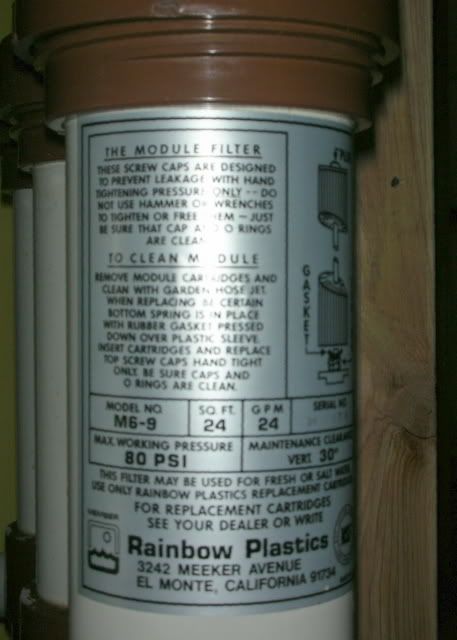 THE MODULE FILTER
THESE SCREW CAPS ARE DESIGNED
TO PREVENT LEAKAGE WITH HAND
TIGHTENING PRESSURE ONLY -- DO
NOT USE HAMMER OR WRENCHES
TO TIGHTEN OR FREE THEM -- JUST
BE SURE THAT CAP AND O RINGS
ARE CLEAN
TO CLEAN MODULE
REMOVE MODULE CARTRIDGES AND
CLEAN WITH GARDEN HOSE JET.
WHEN REPLACING BE CERTAIN
BOTTOM SPRING IS IN PLACE
WITH RUBBER GASKET PRESSED
DOWN OVER PLASTIC SLEEVE.
INSERT CARTRIDGES AND REPLACE
TOP SCREW CAPS HAND TIGHT
ONLY. BE SURE CAPS AND
O RINGS ARE CLEAN.
GASKET
MODEL NO.
M6-9
SQ. FT.
24
GPM
24
SERIAL NO.
MAX. WORKING PRESSURE
80 PSI
MAINTENANCE CLEARANCE
VERT. 30"
THIS FILTER MAY BE USED FOR FRESH OR SALT WATER
USE ONLY RAINBOW PLASTICS REPLACEMENT CARTRIDGES
FOR REPLACEMENT CARTRIDGES
SEE YOUR DEALER OR WRITE
MEMBER
Rainbow Plastics
3242 MEEKER AVENUE
EL MONTE, CALIFORNIA 91734